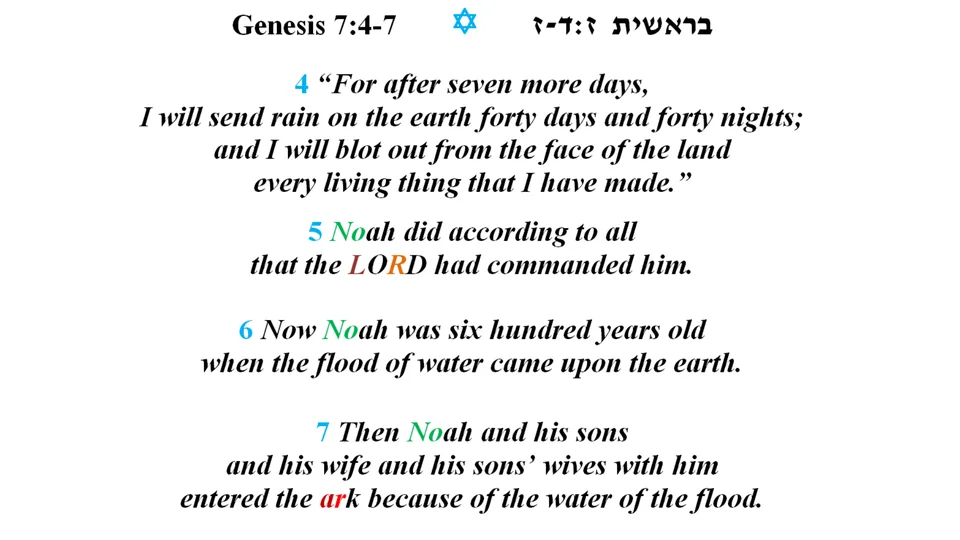 Genesis 7:4-7 ✡ בראשית ז:ד-ז
4 “For after seven more days,
I will send rain on the earth forty days and forty nights;
and I will blot out from the face of the land
every living thing that I have made.”
5 Noah did according to all
that the LORD had commanded him.
6 Now Noah was six hundred years old
when the flood of water came upon the earth.
7 Then Noah and his sons
and his wife and his sons’ wives with him
entered the ark because of the water of the flood.